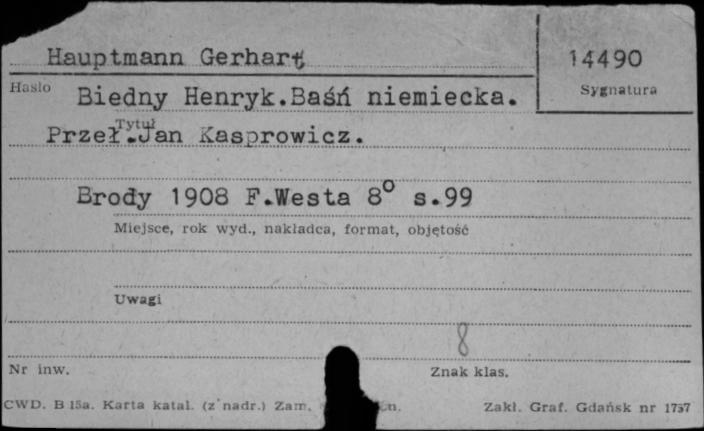 Hauptmann Gerhart
14490
Hasło
Sygnatura
Biedny Henryk.Baśń niemiecka.
Tytuł
Przeł.Jan Kasprowicz.
Brody 1908 F.Westa 8° s.99
Miejsce, rok wyd., nakładca, format, objętość
Uwagi
8
Nr inw.
Znak klas.
CWD. B 15a. Karta katal. (z nadr.) Zam.
Zakł. Graf. Gdańsk nr 1757